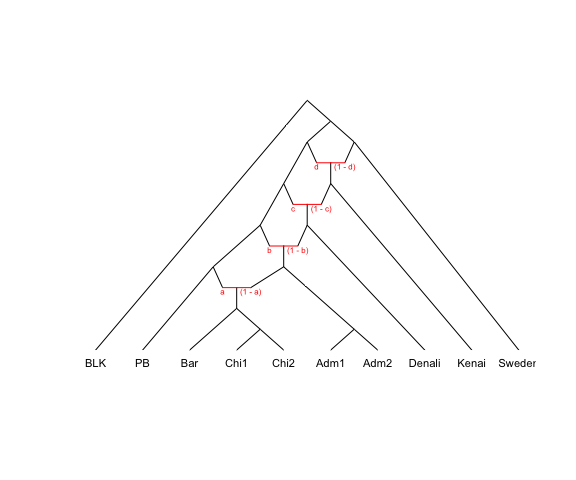 d (1 - d)
c (1 - c)
b (1 - b)
a (1 - a)
BLK PB Bar Chi1 Chi2 Adm1 Adm2 Denali Kenai Sweder